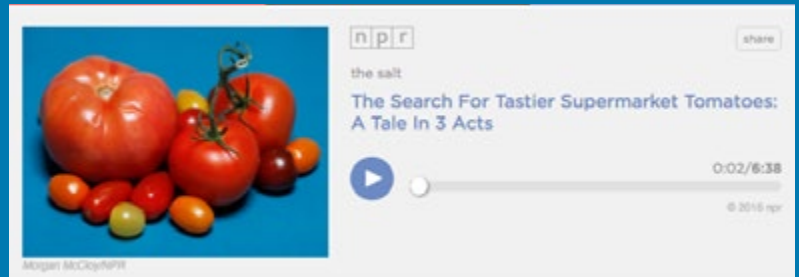 npr
share
the salt
The Search For Tastier Supermarket Tomatoes:
A Tale In 3 Acts
0:02/6:38
© 2015 npr
Morgan McCloy/NPR